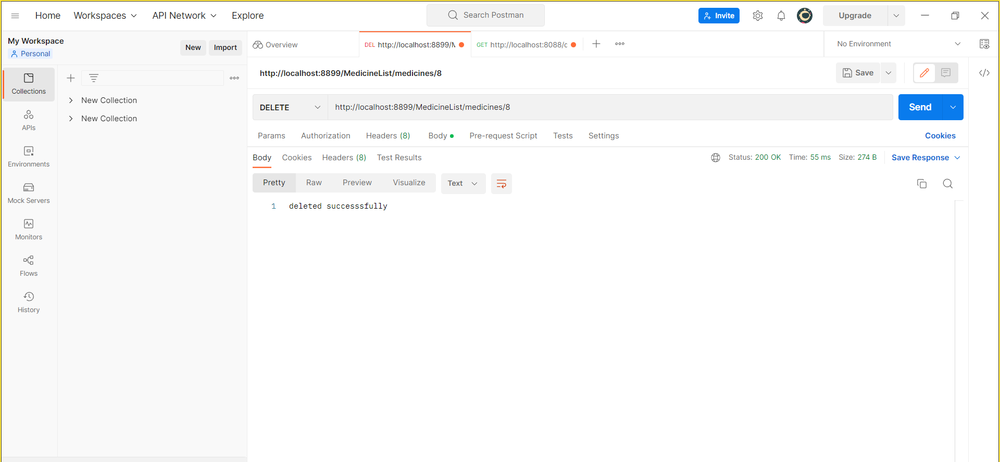 Home Workspaces API Network Explore Search Postman Invite Upgrade
My Workspace
Personal
New Import
Overview DEL http://localhost:8899/M GET http://localhost:8088/c No Environment
http://localhost:8899/MedicineList/medicines/8 Save
Collections
New Collection
New Collection
APIs
Environments
Mock Servers
Monitors
Flows
History
DELETE http://localhost:8899/MedicineList/medicines/8 Send
Params Authorization Headers (8) Body Pre-request Script Tests Settings Cookies
Body Cookies Headers (8) Test Results Status: 200 OK Time: 55 ms Size: 274 B Save Response
Pretty Raw Preview Visualize Text
1 deleted successsfully